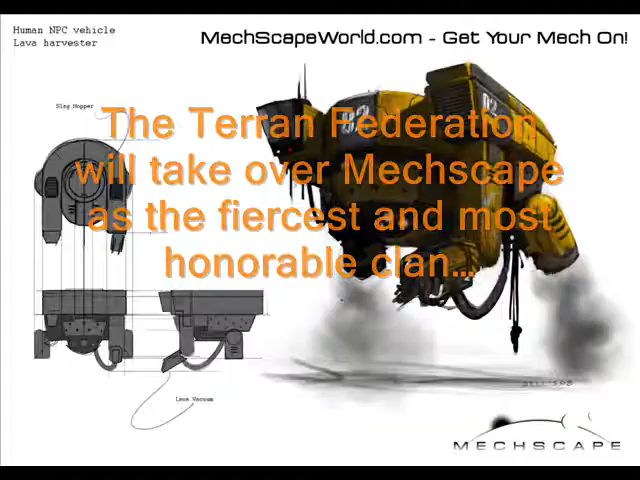 Human NPC vehicle
Lava harvester
MechScapeWorld.com - Get Your Mech On!
Slag Hopper
The Terran Federation
will take over Mechscape
as the fiercest and most
honorable clan...
Lava Vacuum
MECHSCAPE